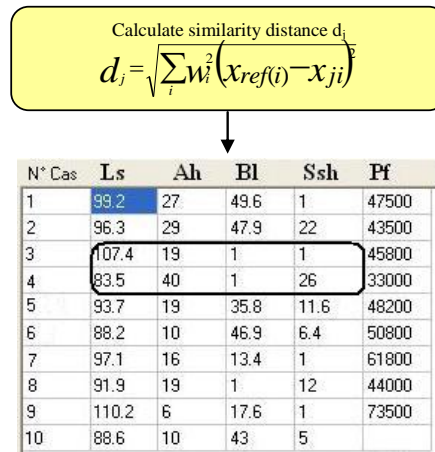 Calculate similarity distance dj
dj=√∑i wi²(xref(i)−xji)²
N° Cas Ls Ah Bl Ssh Pf
1 99.2 27 49.6 1 47500
2 96.3 29 47.9 22 43500
3 107.4 19 1 1 45800
4 83.5 40 1 26 33000
5 93.7 19 35.8 11.6 48200
6 88.2 10 46.9 6.4 50800
7 97.1 16 13.4 1 61800
8 91.9 19 1 12 44000
9 110.2 6 17.6 1 73500
10 88.6 10 43 5